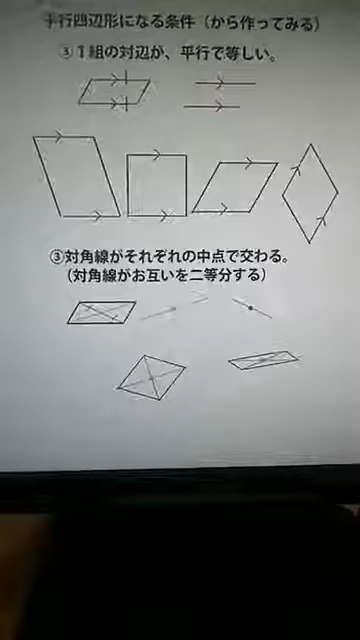 平行四辺形になる条件（から作ってみる）
③１組の対辺が、平行で等しい。
③対角線がそれぞれの中点で交わる。
（対角線がお互いを二等分する）